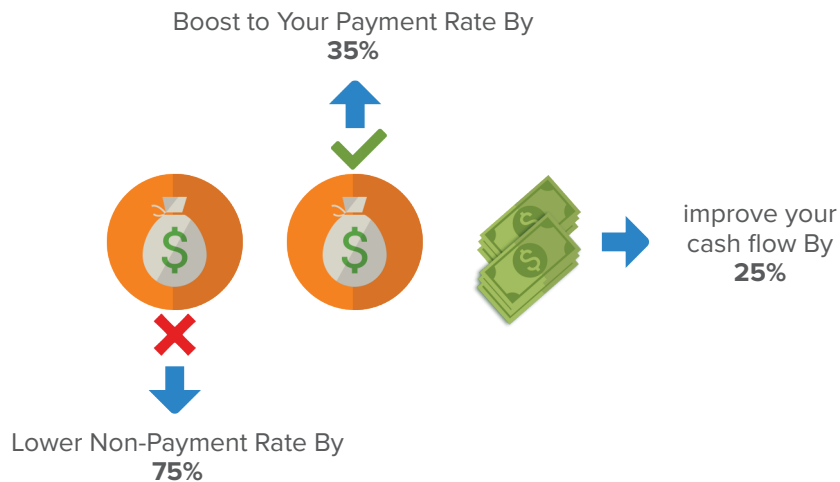 Boost to Your Payment Rate By
35%
$
$
$
$
improve your
cash flow By
25%
Lower Non-Payment Rate By
75%